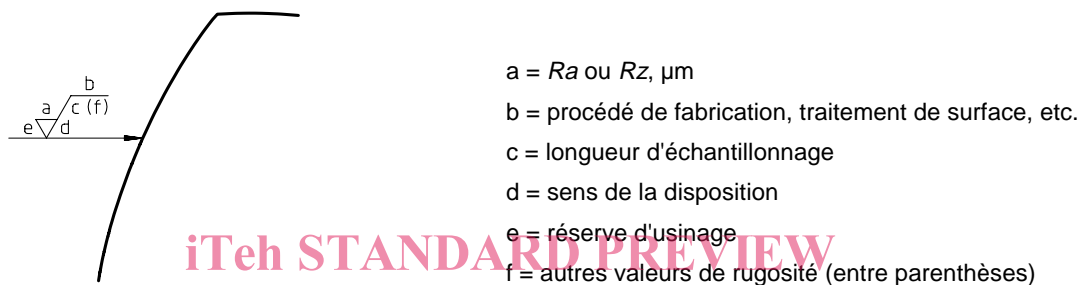 b
a c (f)
e d
a = Ra ou Rz, µm
b = procédé de fabrication, traitement de surface, etc.
c = longueur d'échantillonnage
d = sens de la disposition
e = réserve d'usinage
iTeh STANDARD PREVIEW
f = autres valeurs de rugosité (entre parenthèses)